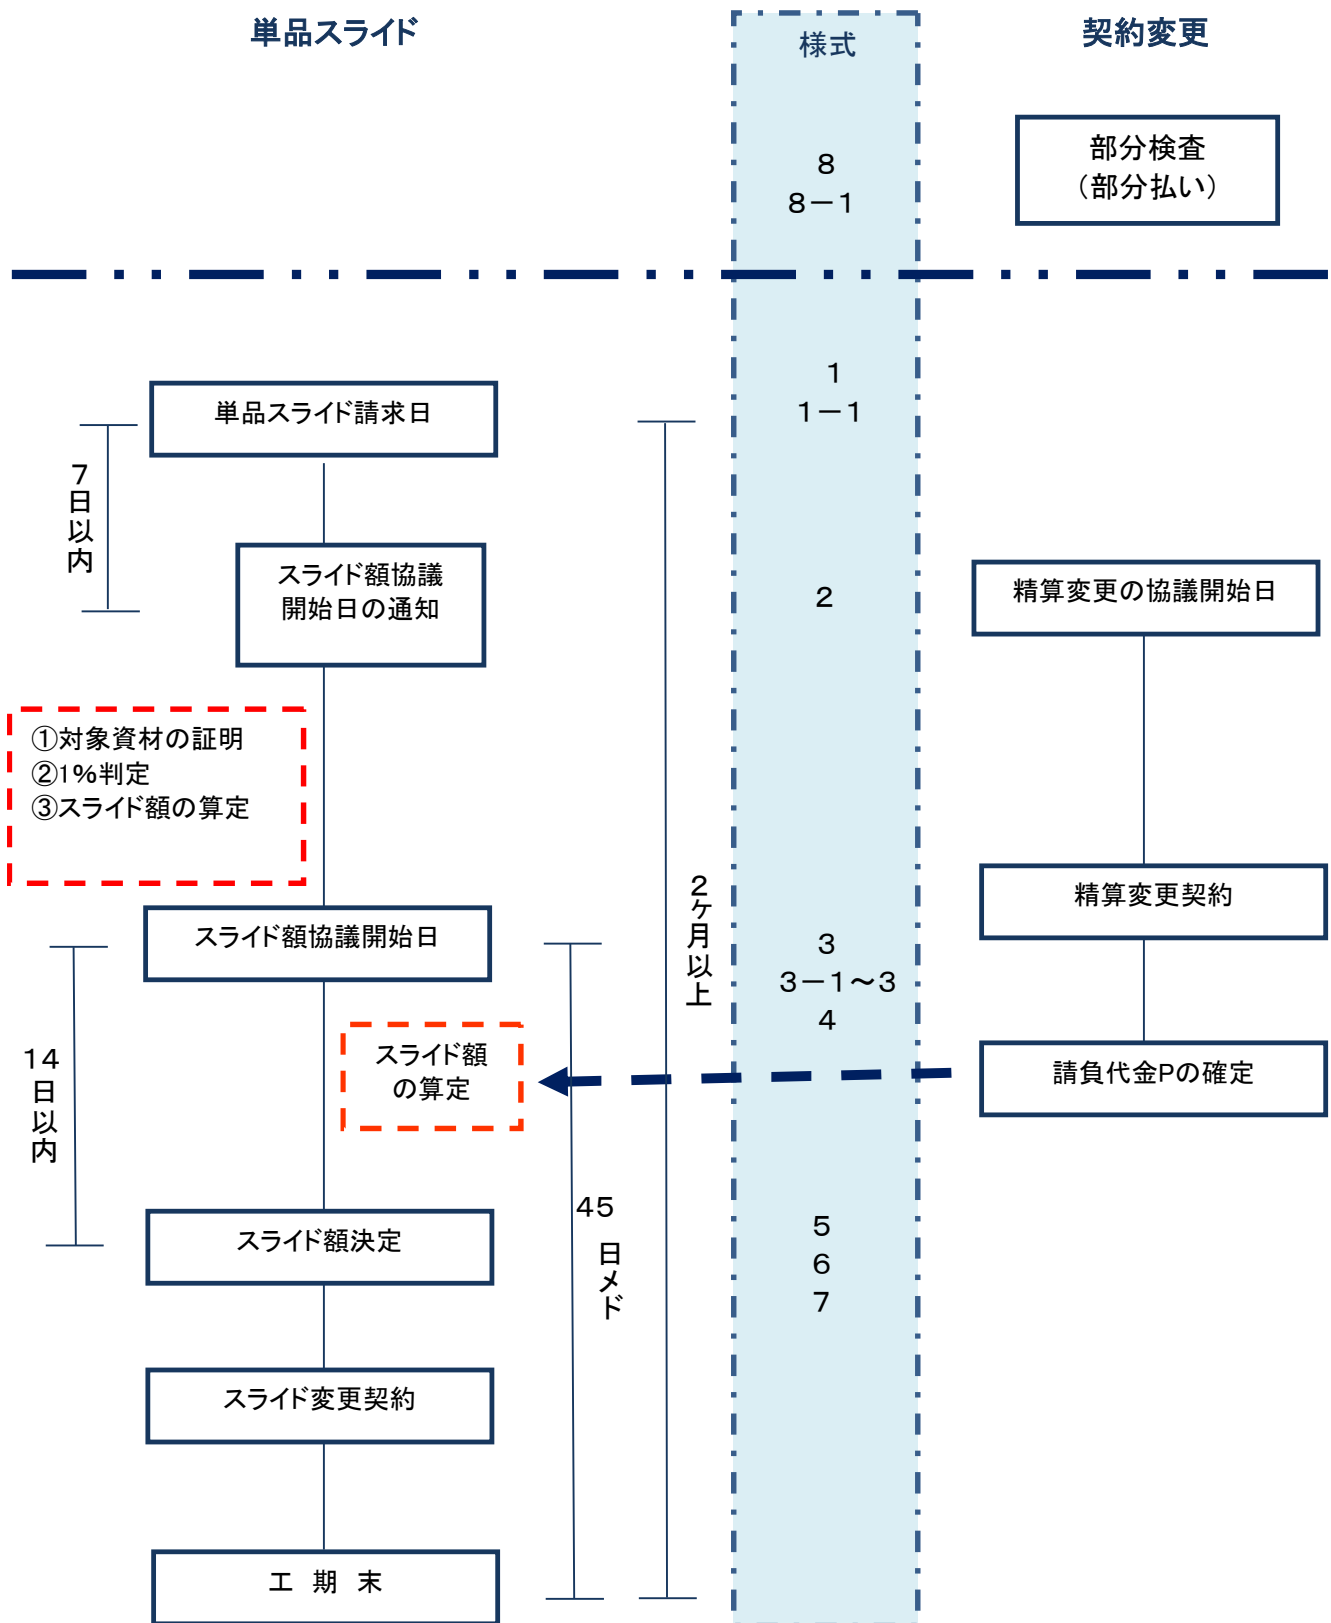 単品スライド
様式
契約変更
部分検査
（部分払い）
８
８－１
１
１－１
単品スライド請求日
７日以内
スライド額協議
開始日の通知
２
精算変更の協議開始日
①対象資材の証明
②1%判定
③スライド額の算定
２ヶ月以上
精算変更契約
スライド額協議開始日
３
３－１～３
４
１４日以内
スライド額
の算定
請負代金Pの確定
４５
日メド
スライド額決定
５
６
７
スライド変更契約
工 期 末